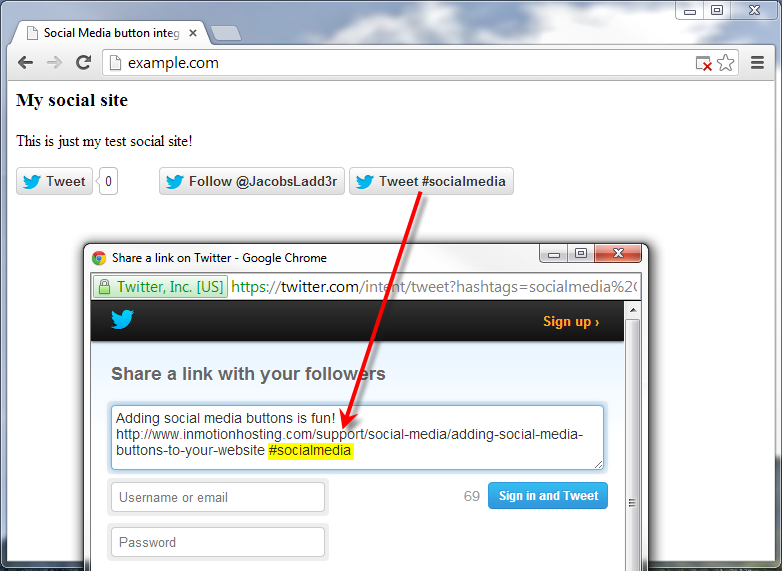 Social Media button integ
example.com
My social site
This is just my test social site!
Tweet 0 Follow @JacobsLadd3r Tweet #socialmedia
Share a link on Twitter - Google Chrome
Twitter, Inc. [US] https://twitter.com/intent/tweet?hashtags=socialmedia%2C
Sign up ›
Share a link with your followers
Adding social media buttons is fun!
http://www.inmotionhosting.com/support/social-media/adding-social-media-
buttons-to-your-website #socialmedia
Username or email 69 Sign in and Tweet
Password